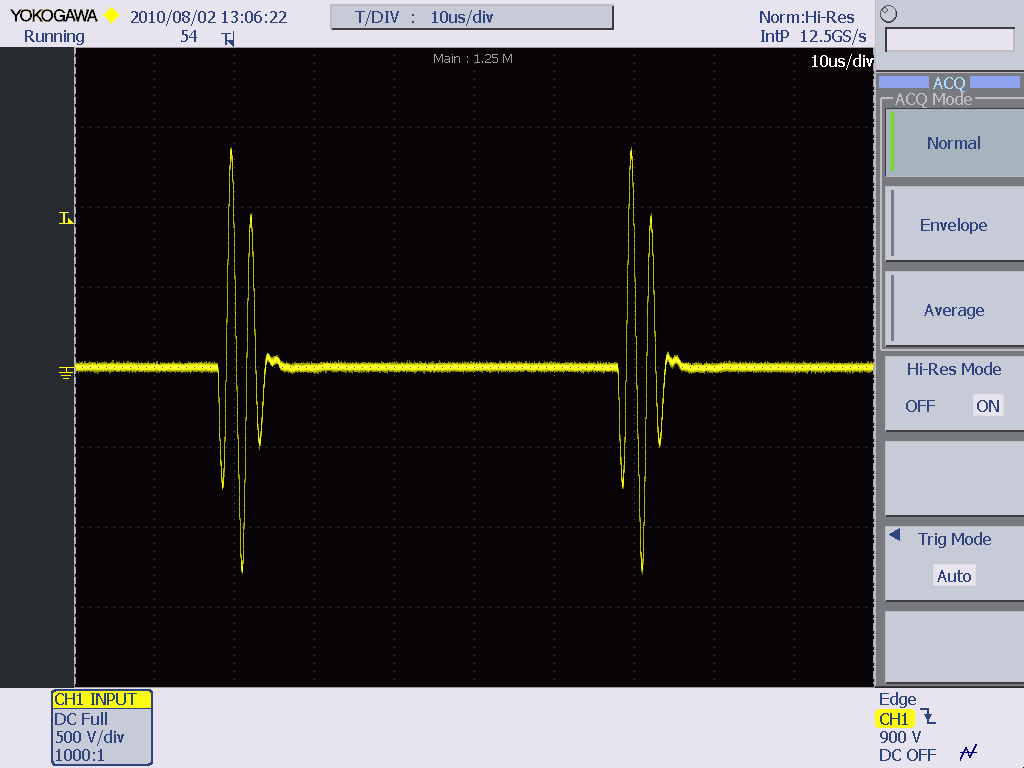 YOKOGAWA 2010/08/02 13:06:22
Running 54
T/DIV : 10us/div
Norm:Hi-Res
IntP 12.5GS/s
Main : 1.25 M
10us/div
ACQ
ACQ Mode
Normal
Envelope
Average
Hi-Res Mode
OFF ON
Trig Mode
Auto
CH1 INPUT
DC Full
500 V/div
1000:1
Edge
CH1
900 V
DC OFF